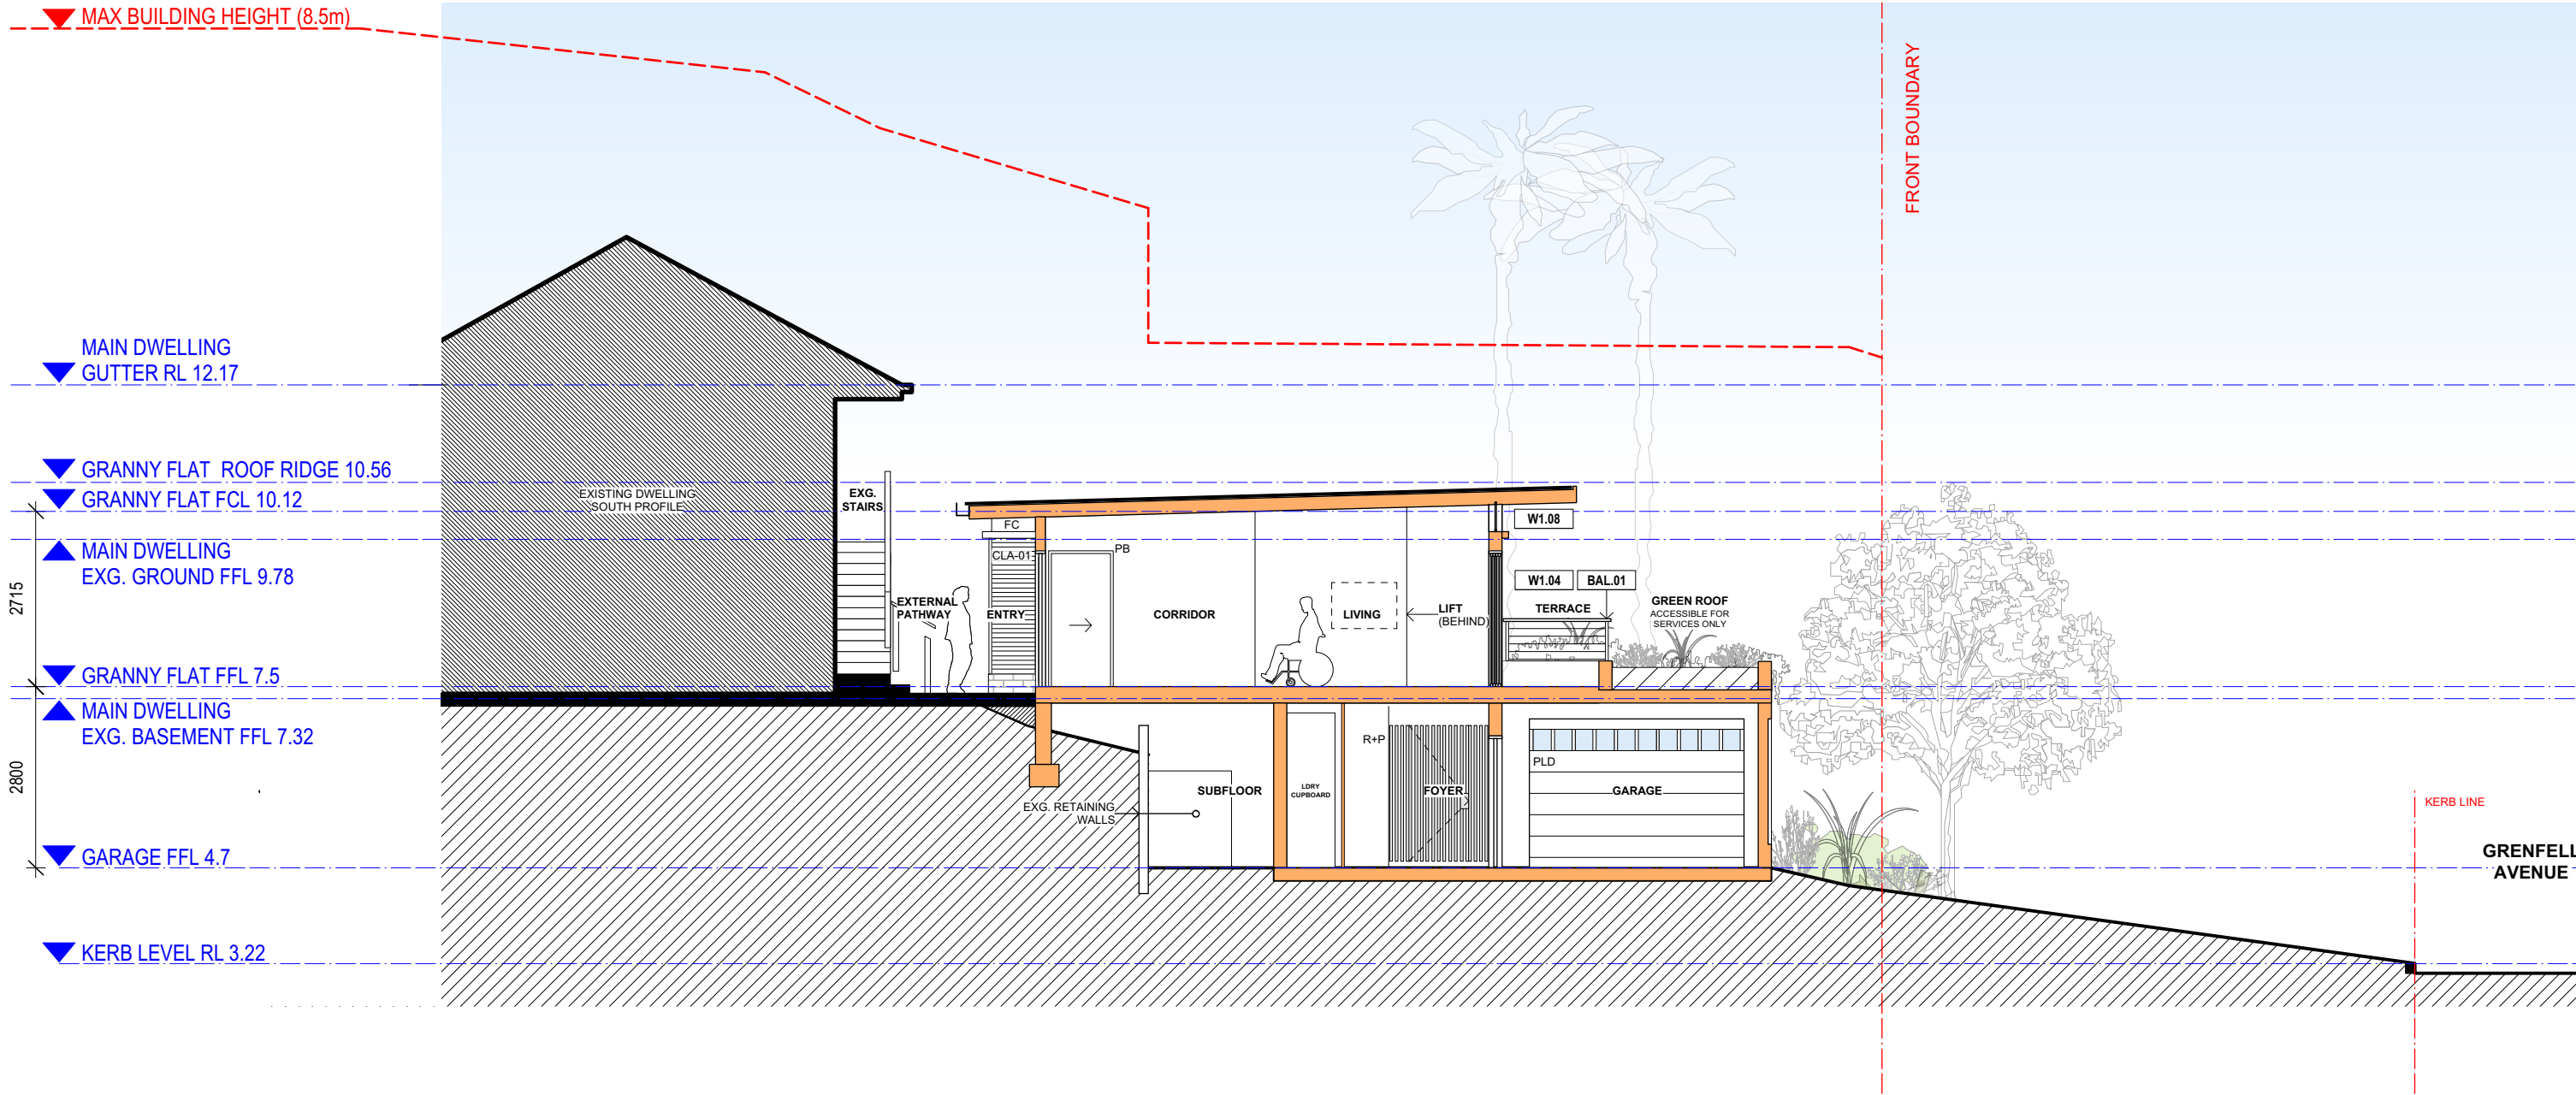 MAX BUILDING HEIGHT (8.5m)
FRONT BOUNDARY
MAIN DWELLING
GUTTER RL 12.17
GRANNY FLAT ROOF RIDGE 10.56
GRANNY FLAT FCL 10.12
MAIN DWELLING
EXG. GROUND FFL 9.78
2715
GRANNY FLAT FFL 7.5
MAIN DWELLING
EXG. BASEMENT FFL 7.32
2800
GARAGE FFL 4.7
KERB LEVEL RL 3.22
EXISTING DWELLING
SOUTH PROFILE
EXG.
STAIRS
EXTERNAL
PATHWAY
FC
CLA-01
ENTRY
PB
CORRIDOR
LIVING
LIFT
(BEHIND)
W1.08
W1.04
BAL.01
TERRACE
GREEN ROOF
ACCESSIBLE FOR
SERVICES ONLY
EXG. RETAINING
WALLS
SUBFLOOR
LDRY
CUPBOARD
R+P
FOYER
PLD
GARAGE
KERB LINE
GRENFELL
AVENUE